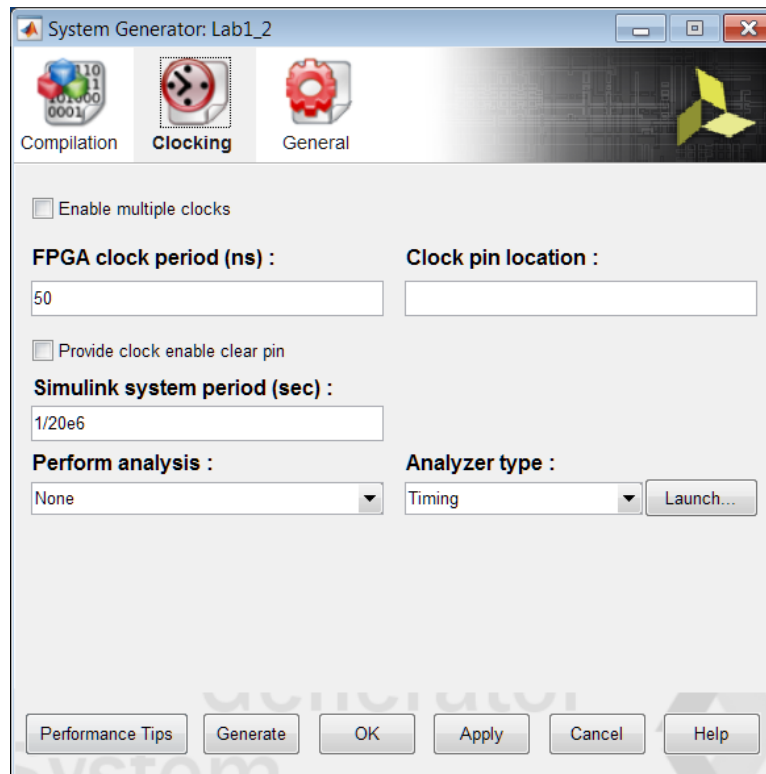 System Generator: Lab1_2
Compilation
Clocking
General
Enable multiple clocks
FPGA clock period (ns) :
Clock pin location :
50
Provide clock enable clear pin
Simulink system period (sec) :
1/20e6
Perform analysis :
Analyzer type :
None
Timing
Launch...
Performance Tips
Generate
OK
Apply
Cancel
Help